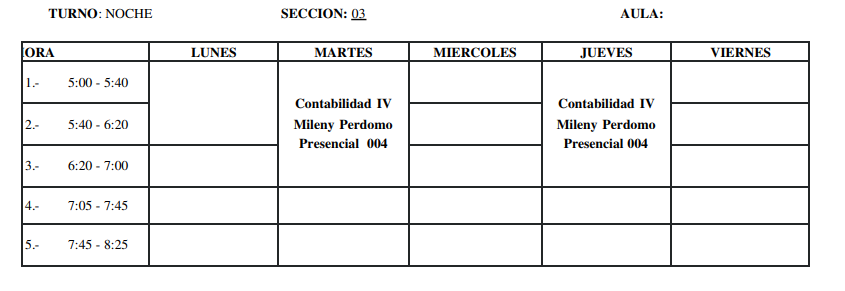 TURNO: NOCHE SECCION: 03 AULA:
ORA LUNES MARTES MIERCOLES JUEVES VIERNES
1.- 5:00 - 5:40
Contabilidad IV Contabilidad IV
2.- 5:40 - 6:20 Mileny Perdomo Mileny Perdomo
Presencial 004 Presencial 004
3.- 6:20 - 7:00
4.- 7:05 - 7:45
5.- 7:45 - 8:25